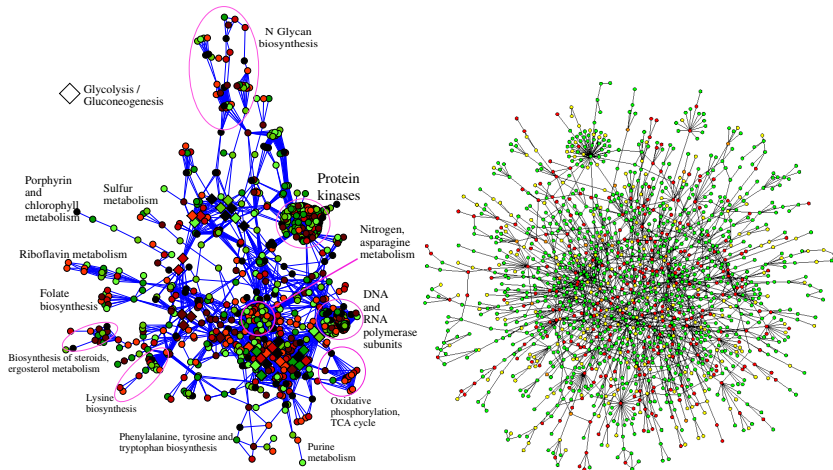 N Glycan
biosynthesis
Glycolysis /
Gluconeogenesis
Protein
kinases
Porphyrin
and
chlorophyll
metabolism
Sulfur
metabolism
Nitrogen,
asparagine
metabolism
Riboflavin metabolism
Folate
biosynthesis
DNA
and
RNA
polymerase
subunits
Biosynthesis of steroids,
ergosterol metabolism
Lysine
biosynthesis
Oxidative
phosphorylation,
TCA cycle
Phenylalanine, tyrosine and
tryptophan biosynthesis
Purine
metabolism